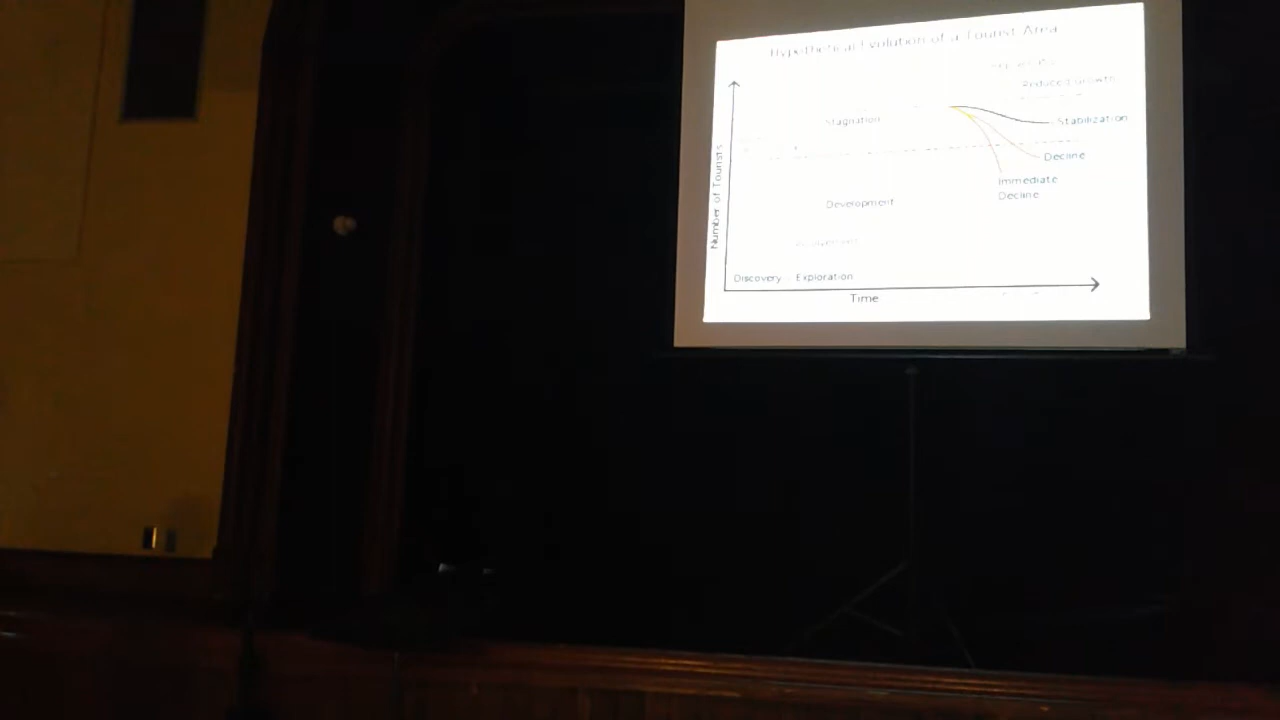 Hypothetical Evolution of a Tourist Area
Reduced Growth
Stagnation
Stabilization
Decline
Immediate
Decline
Number of Tourists
Development
Discovery Exploration
Time